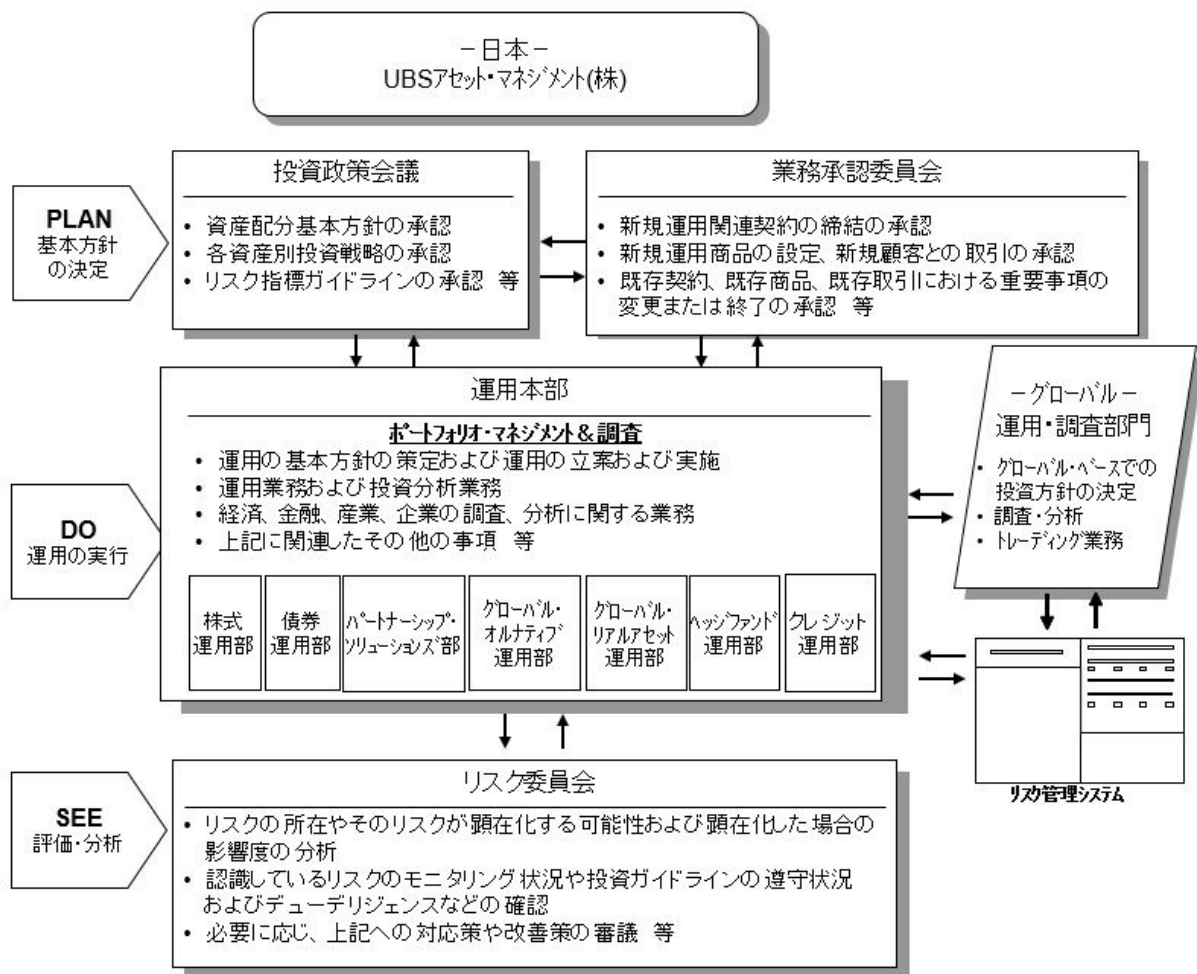 －日本－
UBSアセット・マネジメント(株)
PLAN
基本方針
の決定
投資政策会議
• 資産配分基本方針の承認
• 各資産別投資戦略の承認
• リスク指標ガイドラインの承認 等
業務承認委員会
• 新規運用関連契約の締結の承認
• 新規運用商品の設定、新規顧客との取引の承認
• 既存契約、既存商品、既存取引における重要事項の
変更または終了の承認 等
DO
運用の実行
運用本部
ポートフォリオ・マネジメント＆調査
• 運用の基本方針の策定および運用の立案および実施
• 運用業務および投資分析業務
• 経済、金融、産業、企業の調査、分析に関する業務
• 上記に関連したその他の事項 等
株式
運用部
債券
運用部
パートナーシップ・
ソリューションズ部
グローバル・
オルナティブ
運用部
グローバル・
リアルアセット
運用部
ヘッジファンド
運用部
クレジット
運用部
－グローバル－
運用・調査部門
• グローバル・ベースでの
投資方針の決定
• 調査・分析
• トレーディング業務
リスク管理システム
SEE
評価・分析
リスク委員会
• リスクの所在やそのリスクが顕在化する可能性および顕在化した場合の
影響度の分析
• 認識しているリスクのモニタリング状況や投資ガイドラインの遵守状況
およびデューデリジェンスなどの確認
• 必要に応じ、上記への対応策や改善策の審議 等